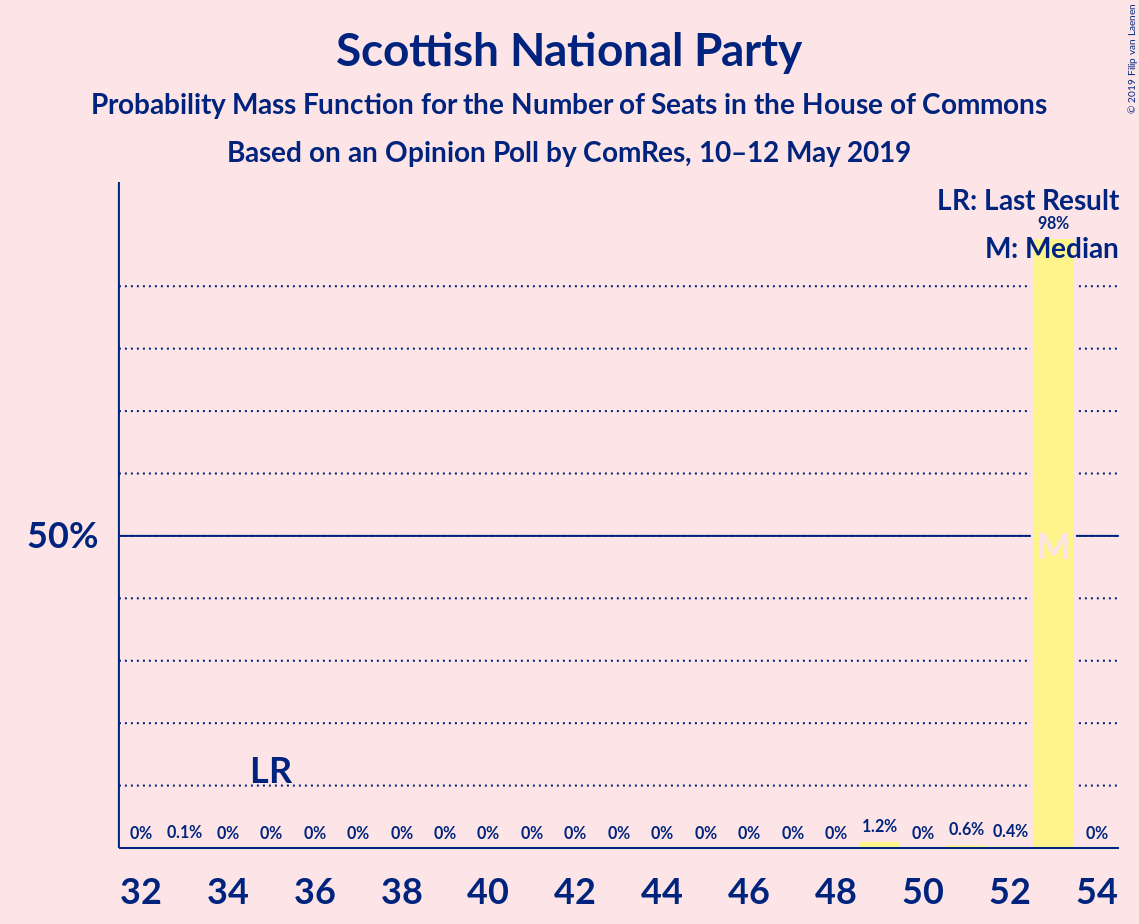 Scottish National Party
Probability Mass Function for the Number of Seats in the House of Commons
Based on an Opinion Poll by ComRes, 10–12 May 2019
© 2019 Filip van Laenen
LR: Last Result
98%
M: Median
50%
M
LR
0% 0.1% 0% 0% 0% 0% 0% 0% 0% 0% 0% 0% 0% 0% 0% 0% 0% 1.2% 0% 0.6% 0.4% 0%
32 34 36 38 40 42 44 46 48 50 52 54